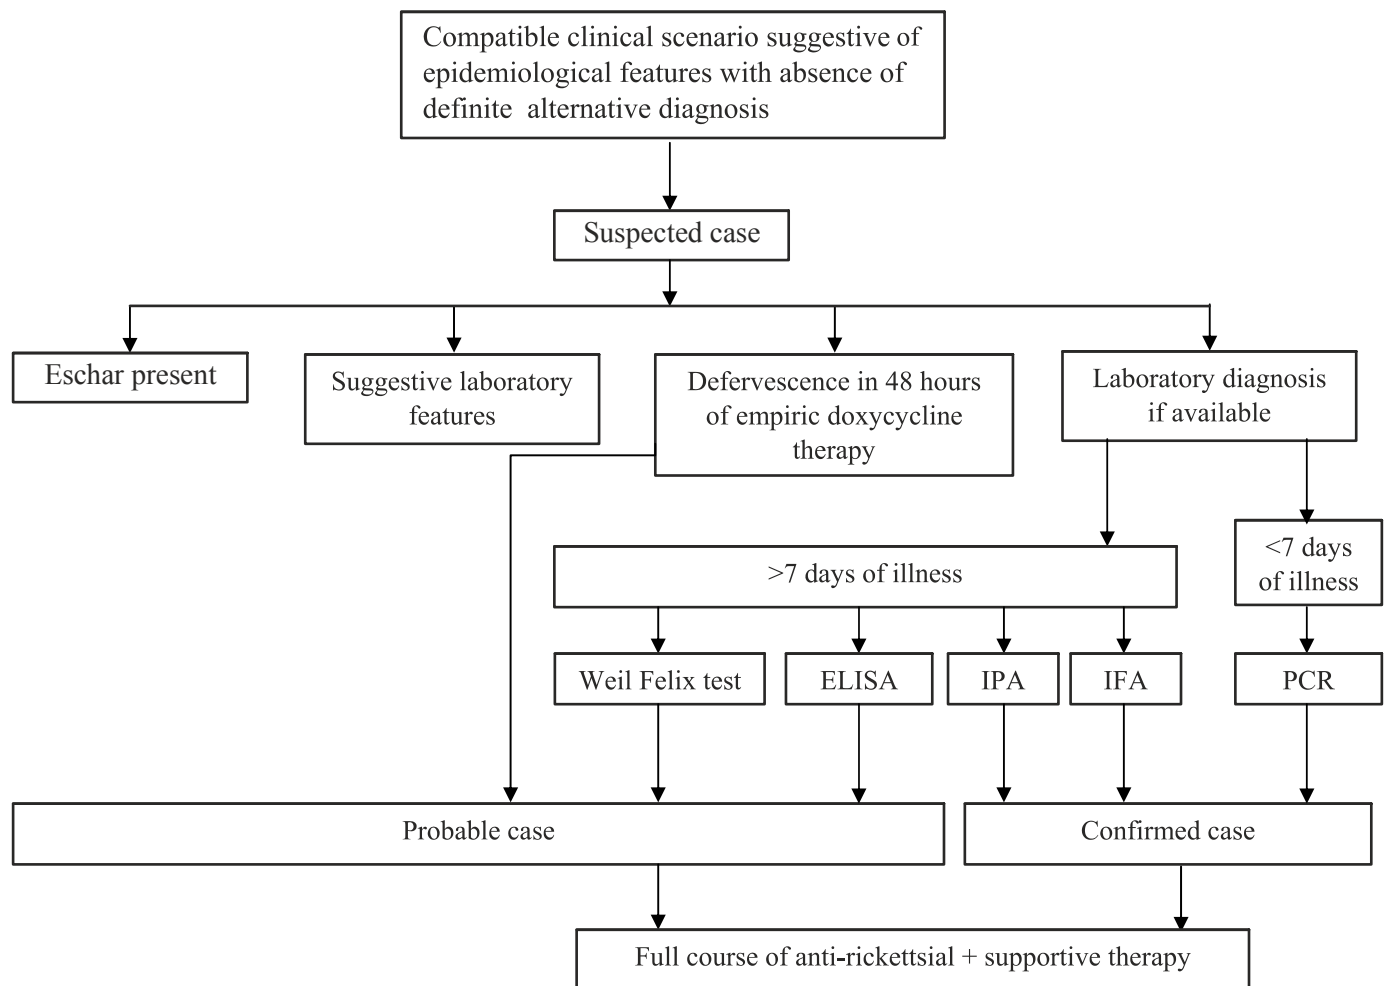 Compatible clinical scenario suggestive of
epidemiological features with absence of
definite alternative diagnosis
Suspected case
Eschar present
Suggestive laboratory
features
Defervescence in 48 hours
of empiric doxycycline
therapy
Laboratory diagnosis
if available
>7 days of illness
<7 days
of illness
Weil Felix test
ELISA
IPA
IFA
PCR
Probable case
Confirmed case
Full course of anti-rickettsial + supportive therapy